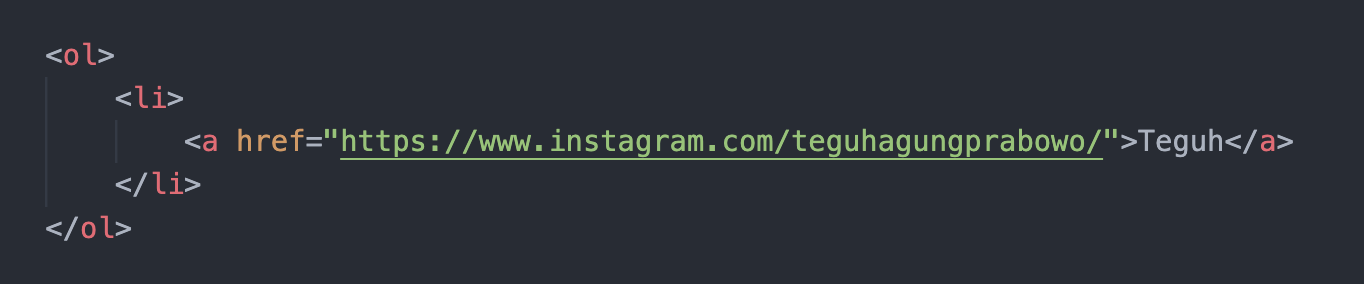 <ol>
<li>
<a href="https://www.instagram.com/teguhagungprabowo/">Teguh</a>
</li>
</ol>